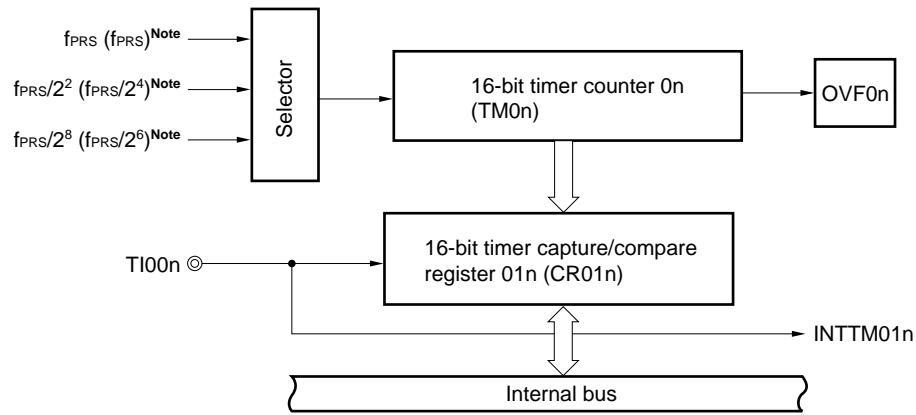 fPRS (fPRS)Note
fPRS/2² (fPRS/2⁴)Note
fPRS/2⁸ (fPRS/2⁶)Note
Selector
16-bit timer counter 0n
(TM0n)
OVF0n
16-bit timer capture/compare
register 01n (CR01n)
TI00n
INTTM01n
Internal bus